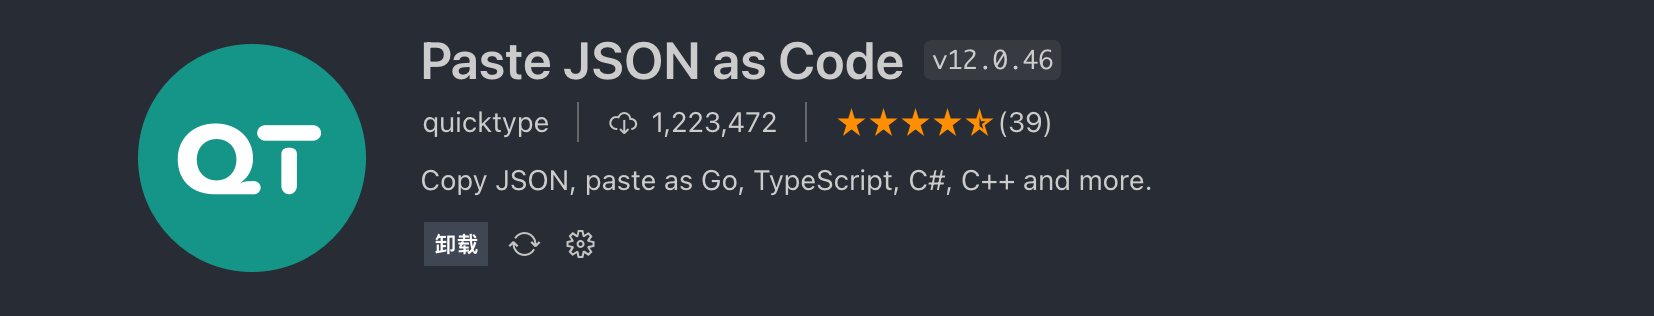 QT
Paste JSON as Code v12.0.46
quicktype 1,223,472 (39)
Copy JSON, paste as Go, TypeScript, C#, C++ and more.
卸载